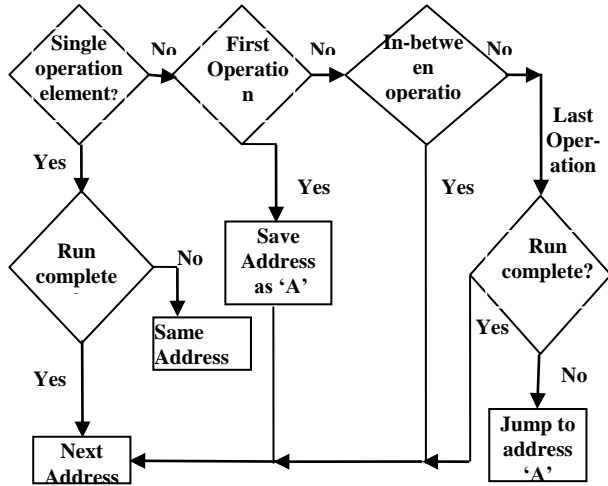 Single
operation
element?
No
First
Operatio
n
No
In-betwe
en
operatio
No
Last
Oper-
ation
Yes
Yes
Yes
Run
complete
No
Save
Address
as ‘A’
Run
complete?
Same
Address
Yes
Yes
No
Next
Address
Jump to
address
‘A’